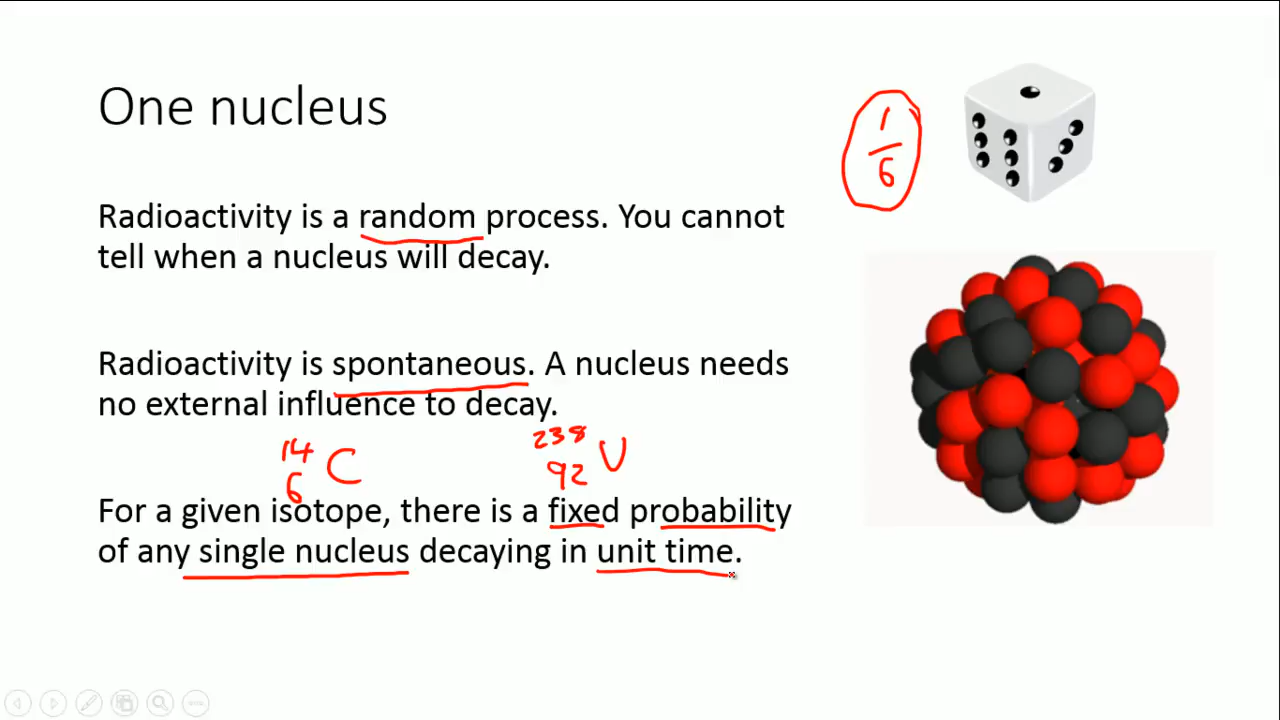 One nucleus
1
6
Radioactivity is a random process. You cannot
tell when a nucleus will decay.
Radioactivity is spontaneous. A nucleus needs
no external influence to decay.
14
6 C
238
92 U
For a given isotope, there is a fixed probability
of any single nucleus decaying in unit time.